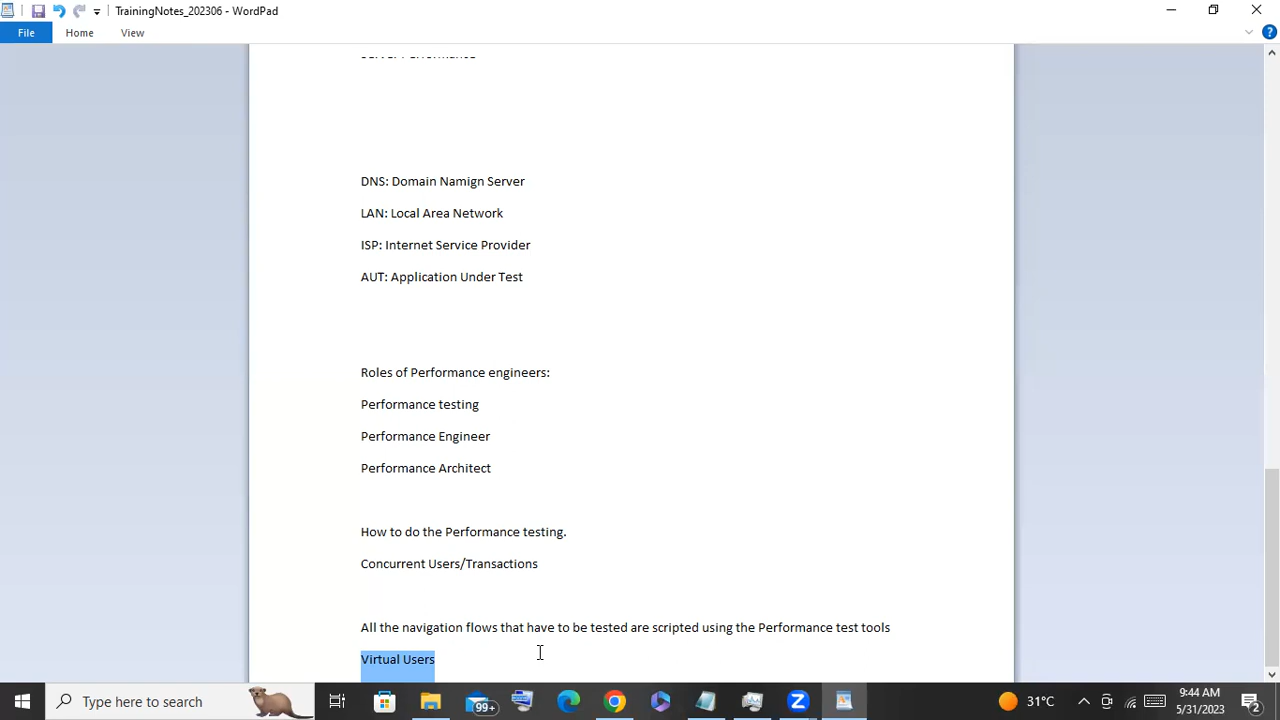 TrainingNotes_202306 - WordPad
File Home View
Server Performance
DNS: Domain Namign Server
LAN: Local Area Network
ISP: Internet Service Provider
AUT: Application Under Test
Roles of Performance engineers:
Performance testing
Performance Engineer
Performance Architect
How to do the Performance testing.
Concurrent Users/Transactions
All the navigation flows that have to be tested are scripted using the Performance test tools
Virtual Users
Type here to search
99+
31°C
9:44 AM
5/31/2023
2